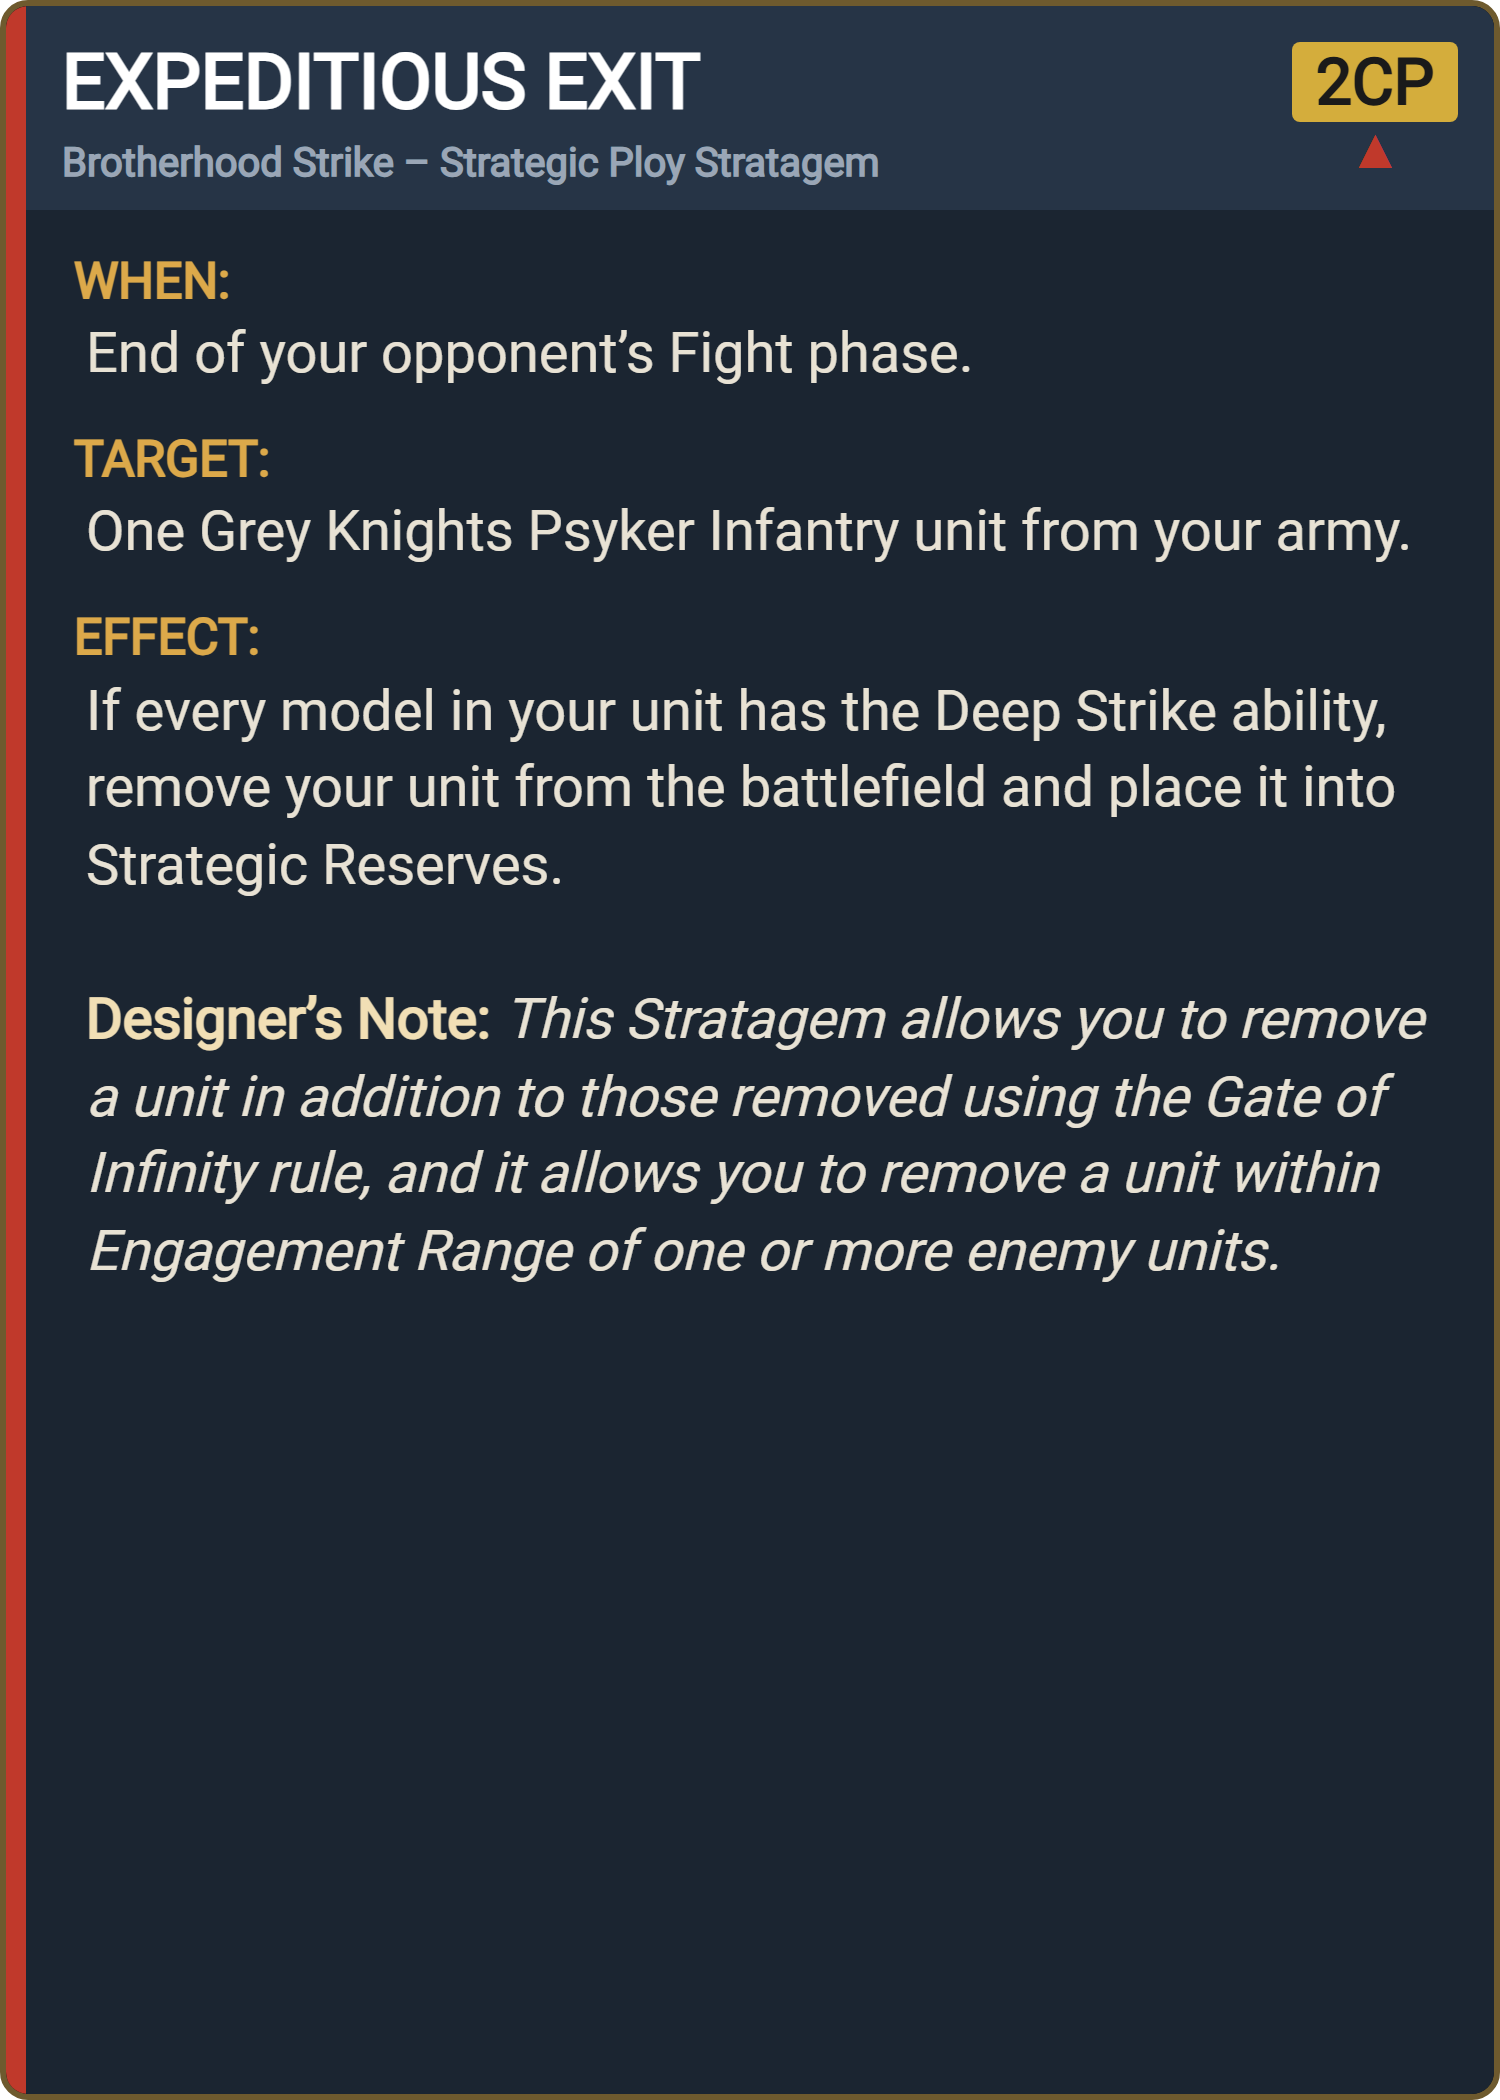 EXPEDITIOUS EXIT
2CP
Brotherhood Strike – Strategic Ploy Stratagem
WHEN:
End of your opponent’s Fight phase.
TARGET:
One Grey Knights Psyker Infantry unit from your army.
EFFECT:
If every model in your unit has the Deep Strike ability,
remove your unit from the battlefield and place it into
Strategic Reserves.
Designer’s Note: This Stratagem allows you to remove
a unit in addition to those removed using the Gate of
Infinity rule, and it allows you to remove a unit within
Engagement Range of one or more enemy units.